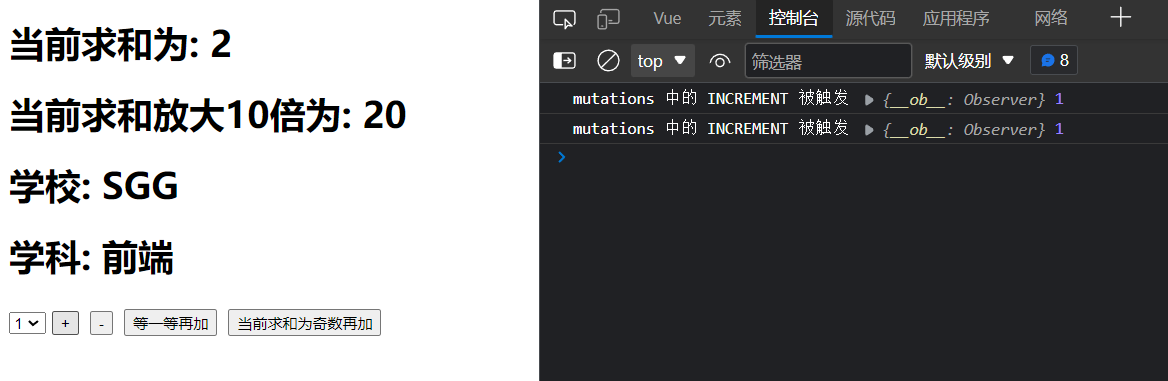 当前求和为: 2
当前求和放大10倍为: 20
学校: SGG
学科: 前端
1 + - 等一等再加 当前求和为奇数再加
Vue 元素 控制台 源代码 应用程序 网络
top 筛选器 默认级别 8
mutations 中的 INCREMENT 被触发 {__ob__: Observer} 1
mutations 中的 INCREMENT 被触发 {__ob__: Observer} 1